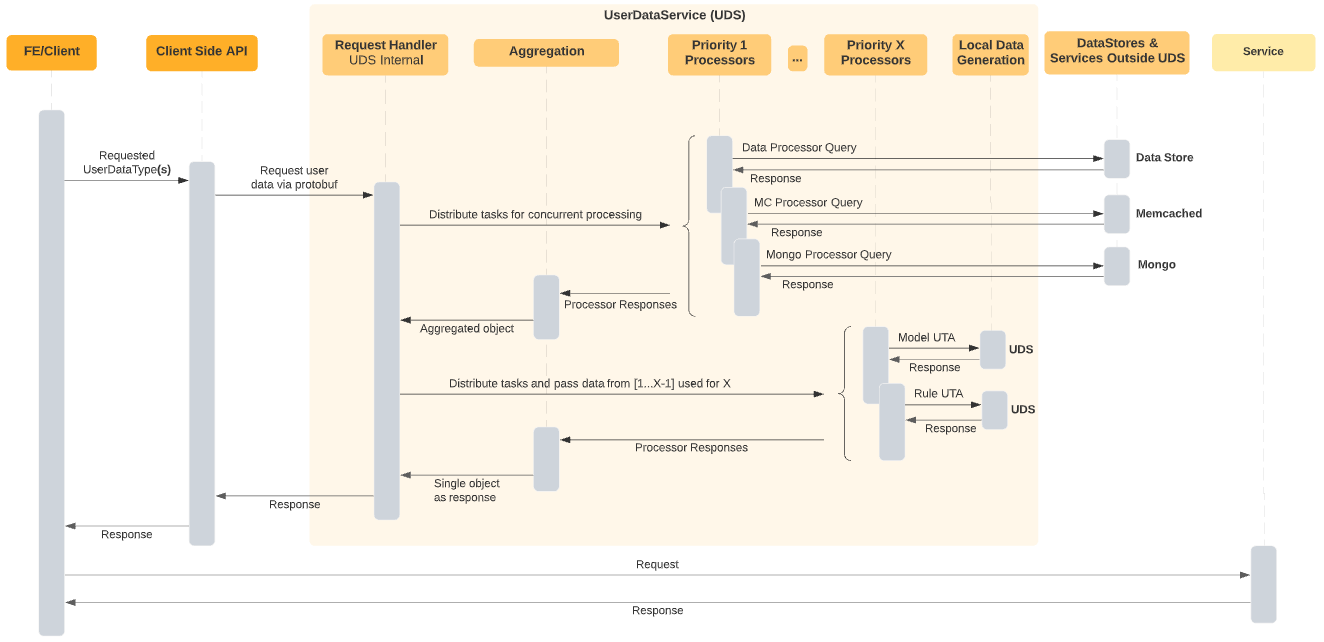 UserDataService (UDS)
FE/Client
Client Side API
Request Handler
UDS Internal
Aggregation
Priority 1
Processors
...
Priority X
Processors
Local Data
Generation
DataStores &
Services Outside UDS
Service
Requested
UserDataType(s)
Request user
data via protobuf
Distribute tasks for concurrent processing
Data Processor Query
Response
Data Store
MC Processor Query
Response
Memcached
Mongo Processor Query
Response
Mongo
Processor Responses
Aggregated object
Model UTA
Response
UDS
Distribute tasks and pass data from [1...X-1] used for X
Rule UTA
Response
UDS
Processor Responses
Single object
as response
Response
Response
Request
Response